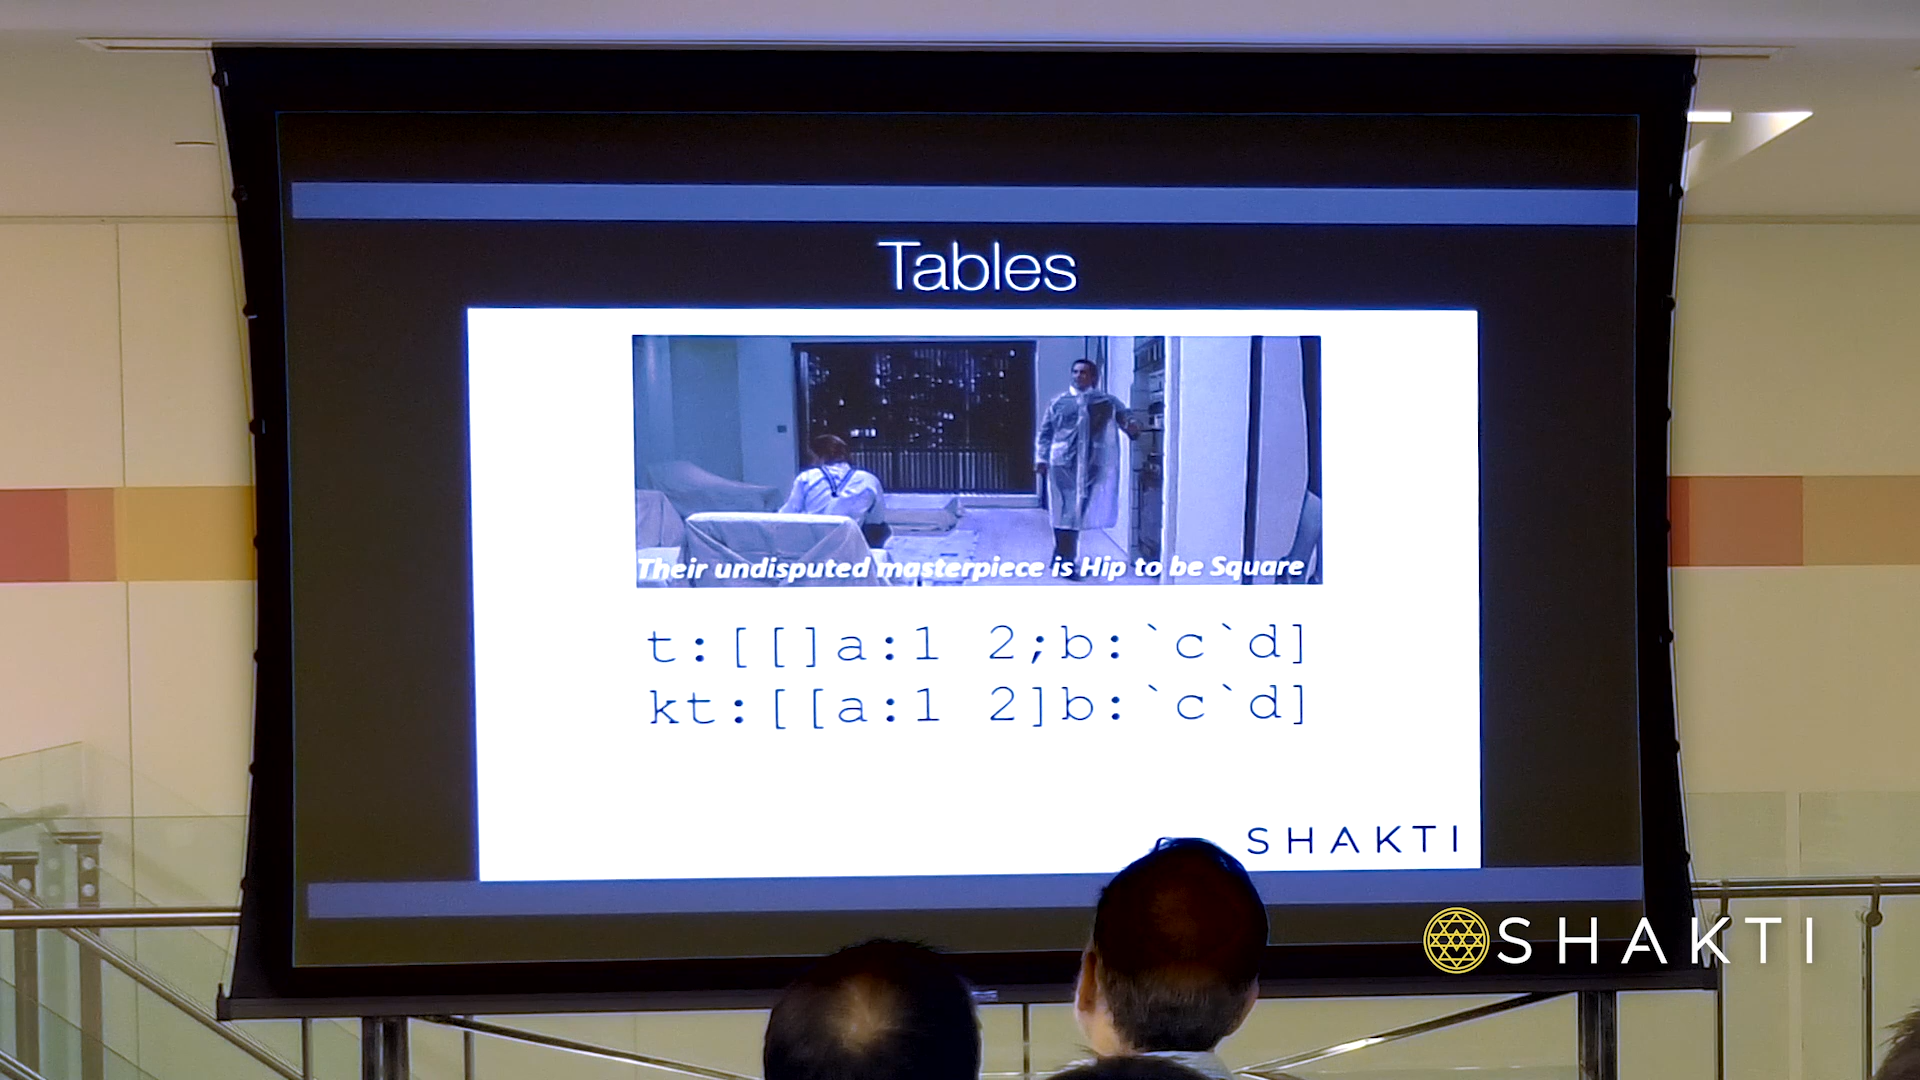 Tables
Their undisputed masterpiece is Hip to be Square
t:[[]a:1 2;b:`c`d]
kt:[[a:1 2]b:`c`d]
SHAKTI
SHAKTI